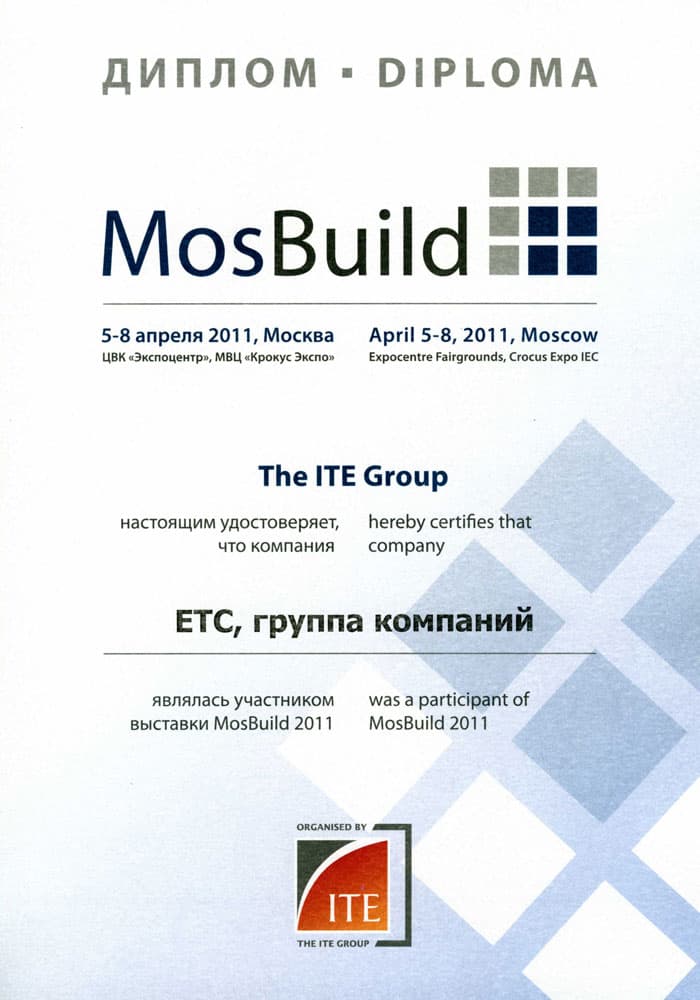 ДИПЛОМ ▪ DIPLOMA
MosBuild
5-8 апреля 2011, Москва
ЦВК «Экспоцентр», МВЦ «Крокус Экспо»
April 5-8, 2011, Moscow
Expocentre Fairgrounds, Crocus Expo IEC
The ITE Group
настоящим удостоверяет,
что компания
hereby certifies that
company
ЕТС, группа компаний
являлась участником
выставки MosBuild 2011
was a participant of
MosBuild 2011
ORGANISED BY
ITE
THE ITE GROUP